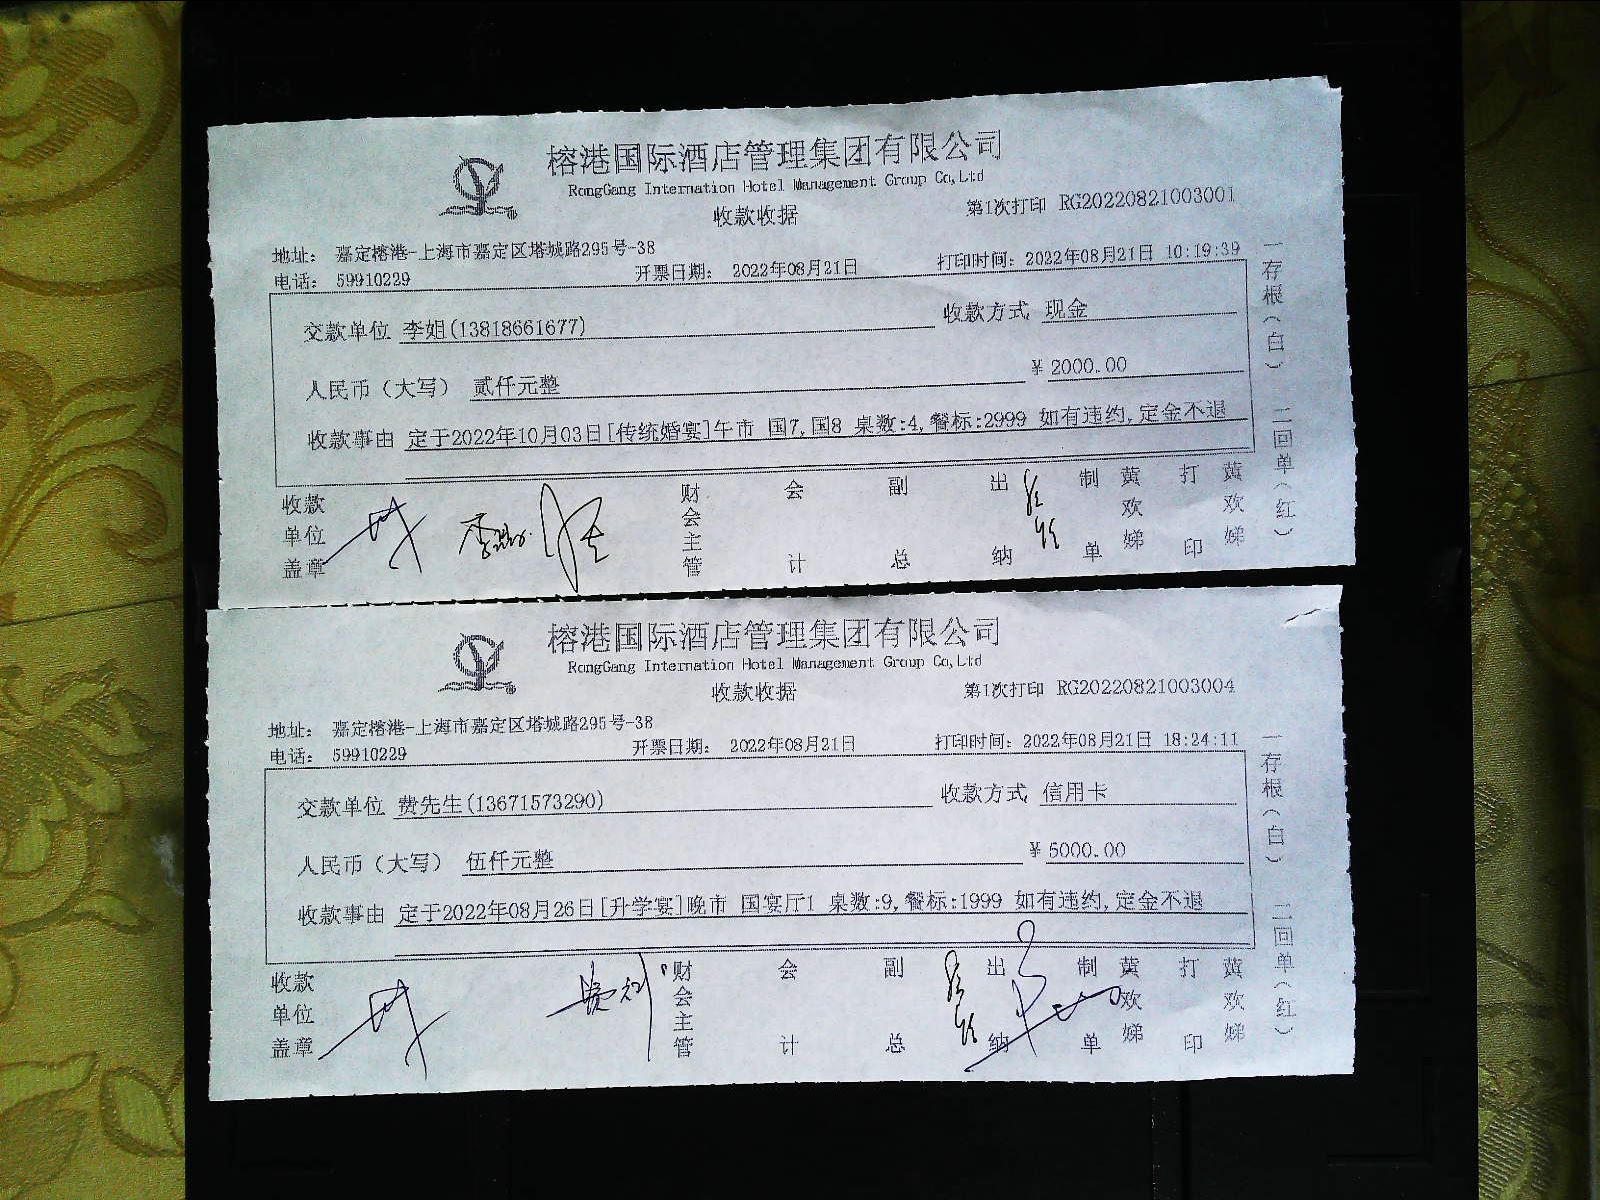 榕港国际酒店管理集团有限公司
RongGang Internation Hotel Management Group Co,Ltd
收款收据 第1次打印 RG20220821003001
地址： 嘉定榕港-上海市嘉定区塔城路295号-38
电话： 59910229 开票日期： 2022年08月21日 打印时间：2022年08月21日 10:19:39
交款单位 李姐(13818661677) 收款方式 现金
人民币（大写） 贰仟元整 ￥ 2000.00
收款事由 定于2022年10月03日[传统婚宴]午市 国7,国8 桌数:4,餐标:2999 如有违约,定金不退
收款单位盖章 财会主管 会计 副总 出纳 制单 黄欢娣 打印 黄欢娣
一存根（白） 二回单（红）
榕港国际酒店管理集团有限公司
RongGang Internation Hotel Management Group Co,Ltd
收款收据 第1次打印 RG20220821003004
地址： 嘉定榕港-上海市嘉定区塔城路295号-38
电话： 59910229 开票日期： 2022年08月21日 打印时间：2022年08月21日 18:24:11
交款单位 费先生(13671573290) 收款方式 信用卡
人民币（大写） 伍仟元整 ￥ 5000.00
收款事由 定于2022年08月26日[升学宴]晚市 国宴厅1 桌数:9,餐标:1999 如有违约,定金不退
收款单位盖章 财会主管 会计 副总 出纳 制单 黄欢娣 打印 黄欢娣
一存根（白） 二回单（红）